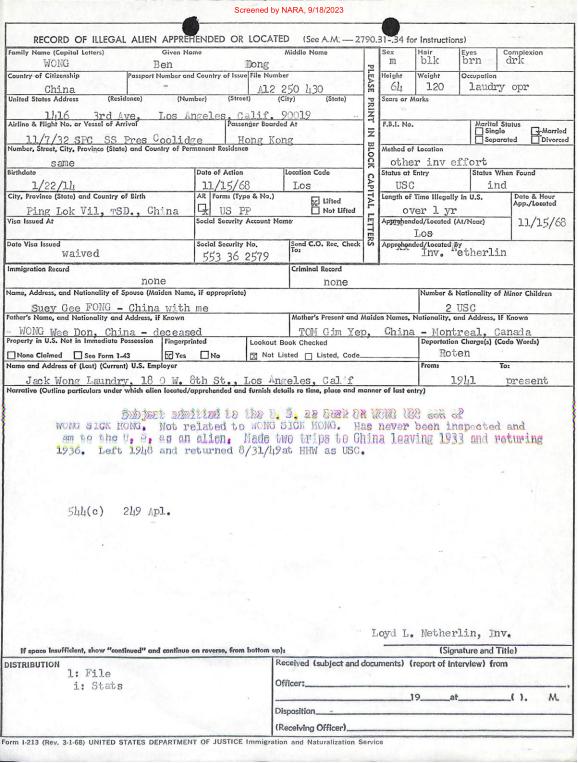 Screened by NARA, 9/18/2023
RECORD OF ILLEGAL ALIEN APPREHENDED OR LOCATED (See A.M. — 2790.31-.34 for Instructions)
Family Name (Capital Letters) Given Name Middle Name
WONG Ben Dong
Sex Hair Eyes Complexion
m blk brn drk
Country of Citizenship Passport Number and Country of Issue File Number
China - A12 250 430
Height Weight Occupation
64 120 laudry opr
United States Address (Residence) (Number) (Street) (City) (State)
1416 3rd Ave, Los Angeles, Calif. 90019
Scars or Marks
Airline & Flight No. or Vessel of Arrival Passenger Boarded At
11/7/32 SPC SS Pres Coolidge Hong Kong
F.B.I. No. Marital Status
Single Married
Separated Divorced
Number, Street, City, Province (State) and Country of Permanent Residence
same
Method of Location
other inv effort
Birthdate Date of Action Location Code
1/22/14 11/15/68 Los
Status at Entry Status When Found
USC ind
City, Province (State) and Country of Birth AR Forms (Type & No.) Lifted
Ping Lok Vil, TSD., China US PP Not Lifted
Length of Time Illegally in U.S. Date & Hour App./Located
over 1 yr 11/15/68
Visa Issued At Social Security Account Name
Apprehended/Located (At/Near)
Los
Date Visa Issued Social Security No. Send C.O. Rec. Check To:
waived 553 36 2579
Apprehended/Located By
Inv. Netherlin
PLEASE PRINT IN BLOCK CAPITAL LETTERS
Immigration Record Criminal Record
none none
Name, Address, and Nationality of Spouse (Maiden Name, if appropriate) Number & Nationality of Minor Children
Suey Gee FONG - China with me 2 USC
Father's Name, and Nationality and Address, if Known Mother's Present and Maiden Names, Nationality, and Address, if Known
WONG Wee Don, China - deceased TOM Gim Yep, China - Montreal, Canada
Property in U.S. Not in Immediate Possession Fingerprinted Lookout Book Checked Deportation Charge(s) (Code Words)
None Claimed See Form 1-43 Yes No Not Listed Listed, Code Roten
Name and Address of (Last) (Current) U.S. Employer From To:
Jack Wong Laundry, 18 0 W. 8th St., Los Angeles, Calif 1941 present
Narrative (Outline particulars under which alien located/apprehended and furnish details re time, place and manner of last entry)
Subject admitted to the U. S. as son of
WONG SICK HONG. Not related to WONG SICK HONG. Has never been inspected and
am to the U. S. as an alien. Made two trips to China leaving 1933 and returing
1936. Left 1948 and returned 8/31/49at HHW as USC.
544(c) 249 Apl.
Loyd L. Netherlin, Inv.
If space insufficient, show "continued" and continue on reverse, from bottom up): (Signature and Title)
DISTRIBUTION
1: File
i: Stats
Received (subject and documents) (report of interview) from
Officer:
19 at ( ). M.
Disposition
(Receiving Officer)
Form I-213 (Rev. 3-1-68) UNITED STATES DEPARTMENT OF JUSTICE Immigration and Naturalization Service